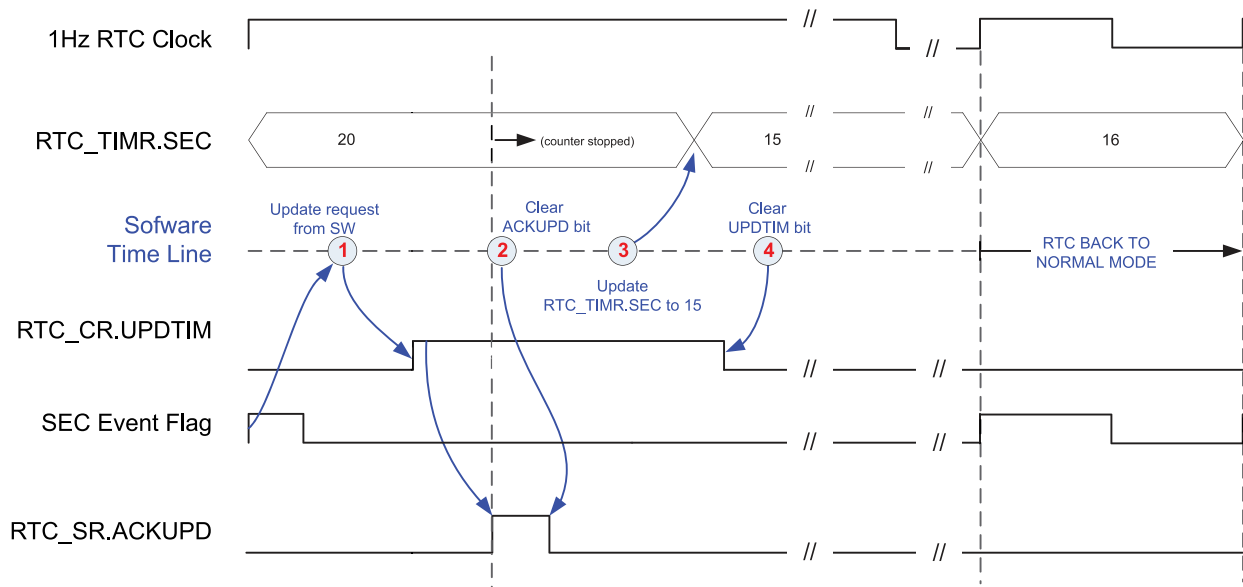 1Hz RTC Clock
//
//
//
RTC_TIMR.SEC
20
(counter stopped)
//
//
15
//
//
//
16
Sofware
Time Line
Update request
from SW
1
Clear
ACKUPD bit
2
3
Update
RTC_TIMR.SEC to 15
Clear
UPDTIM bit
4
RTC BACK TO
NORMAL MODE
RTC_CR.UPDTIM
//
//
SEC Event Flag
//
//
//
RTC_SR.ACKUPD
//
//